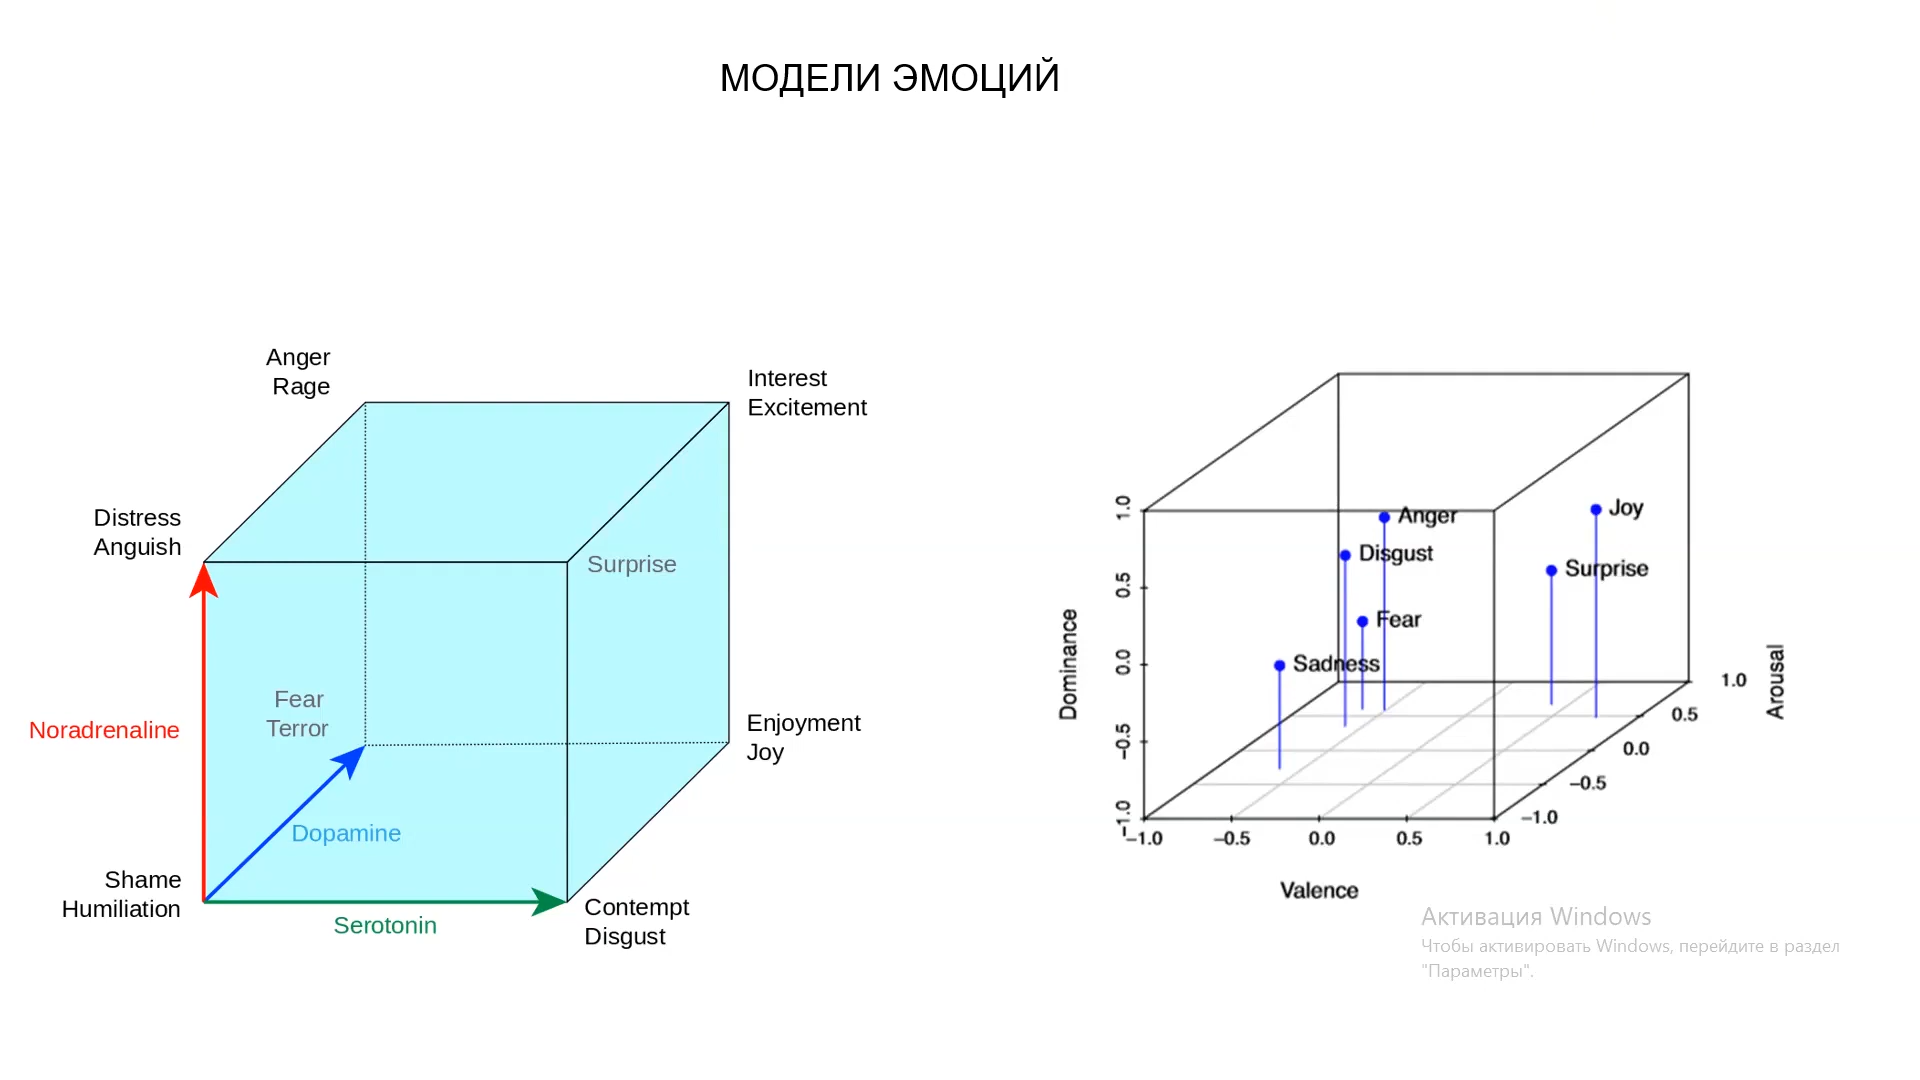 МОДЕЛИ ЭМОЦИЙ
Anger
Rage
Interest
Excitement
Distress
Anguish
Surprise
Fear
Terror
Noradrenaline
Enjoyment
Joy
Dopamine
Shame
Humiliation
Serotonin
Contempt
Disgust
Anger
Joy
Disgust
Surprise
Fear
Sadness
Dominance
1.0
0.5
0.0
−0.5
−1.0
−1.0
−0.5
0.0
0.5
1.0
Valence
−1.0
−0.5
0.0
0.5
1.0
Arousal
Активация Windows
Чтобы активировать Windows, перейдите в раздел
"Параметры".